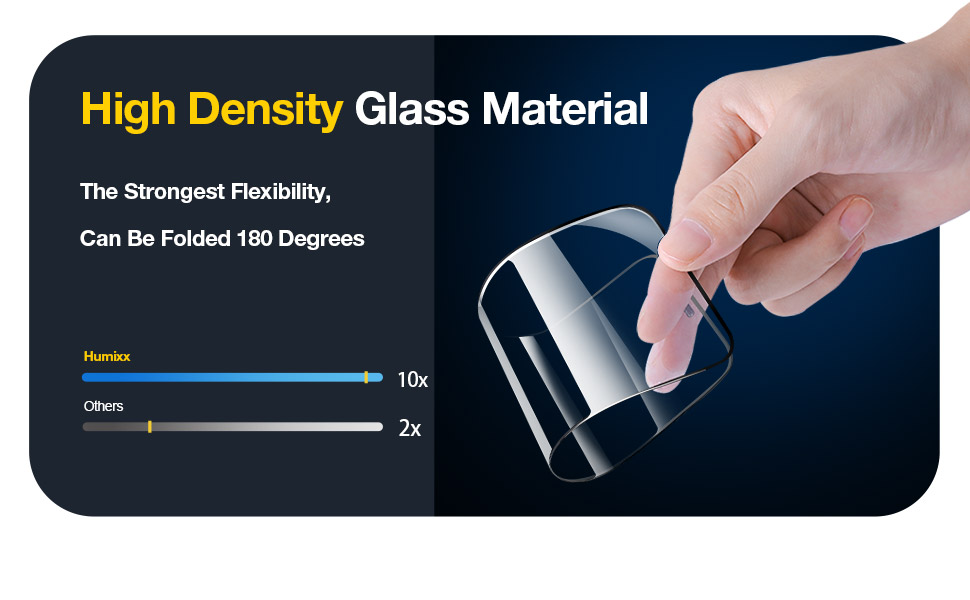 High Density Glass Material
The Strongest Flexibility,
Can Be Folded 180 Degrees
Humixx
10x
Others
2x